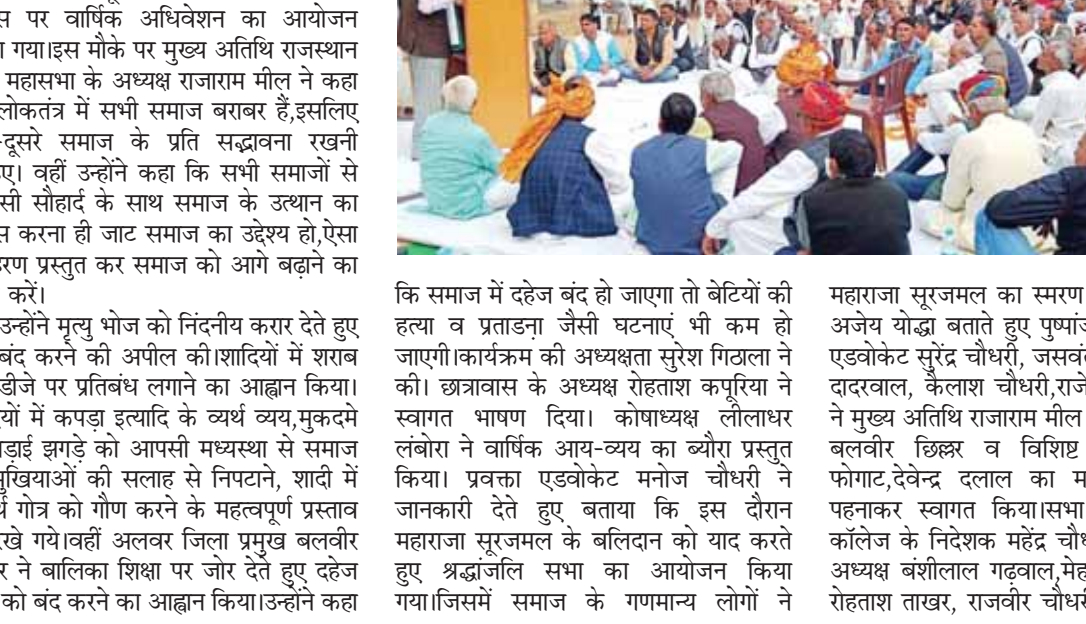 स पर वार्षिक अधिवेशन का आयोजन
गया।इस मौके पर मुख्य अतिथि राजस्थान
महासभा के अध्यक्ष राजाराम मील ने कहा
लोकतंत्र में सभी समाज बराबर हैं,इसलिए
-दूसरे समाज के प्रति सद्भावना रखनी
ए। वहीं उन्होंने कहा कि सभी समाजों से
सी सौहार्द के साथ समाज के उत्थान का
स करना ही जाट समाज का उद्देश्य हो,ऐसा
रण प्रस्तुत कर समाज को आगे बढ़ाने का
करें।
उन्होंने मृत्यु भोज को निंदनीय करार देते हुए
बंद करने की अपील की।शादियों में शराब
डीजे पर प्रतिबंध लगाने का आह्वान किया।
यों में कपड़ा इत्यादि के व्यर्थ व्यय,मुकदमे
ड़ाई झगड़े को आपसी मध्यस्था से समाज
मुखियाओं की सलाह से निपटाने, शादी में
र्थ गोत्र को गौण करने के महत्वपूर्ण प्रस्ताव
रखे गये।वहीं अलवर जिला प्रमुख बलवीर
र ने बालिका शिक्षा पर जोर देते हुए दहेज
को बंद करने का आह्वान किया।उन्होंने कहा
कि समाज में दहेज बंद हो जाएगा तो बेटियों की
हत्या व प्रताडऩा जैसी घटनाएं भी कम हो
जाएगी।कार्यक्रम की अध्यक्षता सुरेश गिठाला ने
की। छात्रावास के अध्यक्ष रोहताश कपूरिया ने
स्वागत भाषण दिया। कोषाध्यक्ष लीलाधर
लंबोरा ने वार्षिक आय-व्यय का ब्यौरा प्रस्तुत
किया। प्रवक्ता एडवोकेट मनोज चौधरी ने
जानकारी देते हुए बताया कि इस दौरान
महाराजा सूरजमल के बलिदान को याद करते
हुए श्रद्धांजलि सभा का आयोजन किया
गया।जिसमें समाज के गणमान्य लोगों ने
महाराजा सूरजमल का स्मरण
अजेय योद्धा बताते हुए पुष्पांज
एडवोकेट सुरेंद्र चौधरी, जसवं
दादरवाल, कैलाश चौधरी,राजे
ने मुख्य अतिथि राजाराम मील
बलवीर छिल्लर व विशिष्ट
फोगाट,देवेन्द्र दलाल का म
पहनाकर स्वागत किया।सभा
कॉलेज के निदेशक महेंद्र चौध
अध्यक्ष बंशीलाल गढ़वाल,मेह
रोहताश ताखर, राजवीर चौधर